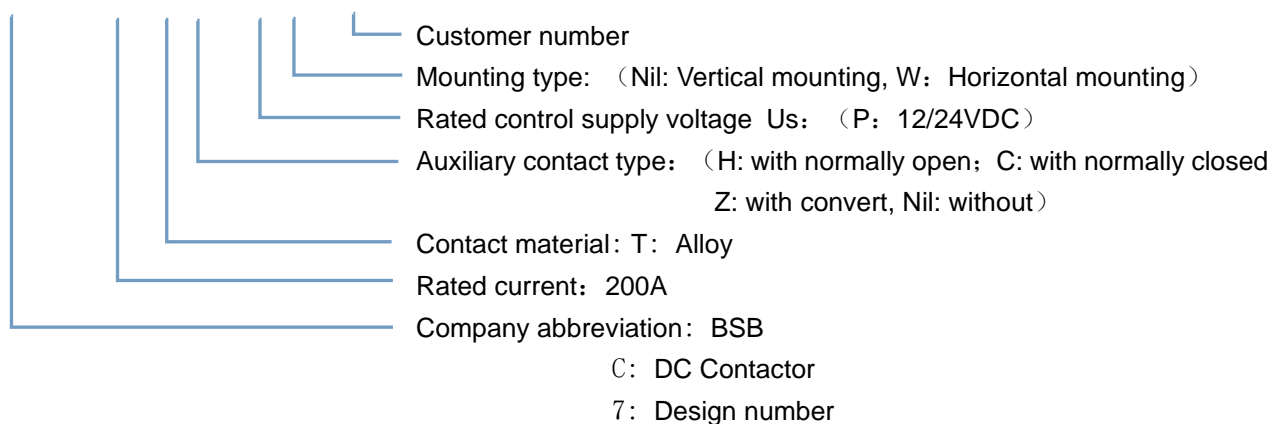 Customer number
Mounting type: （Nil: Vertical mounting, W：Horizontal mounting）
Rated control supply voltage Us：（P：12/24VDC）
Auxiliary contact type：（H: with normally open；C: with normally closed
Z: with convert, Nil: without）
Contact material：T：Alloy
Rated current：200A
Company abbreviation：BSB
C：DC Contactor
7：Design number